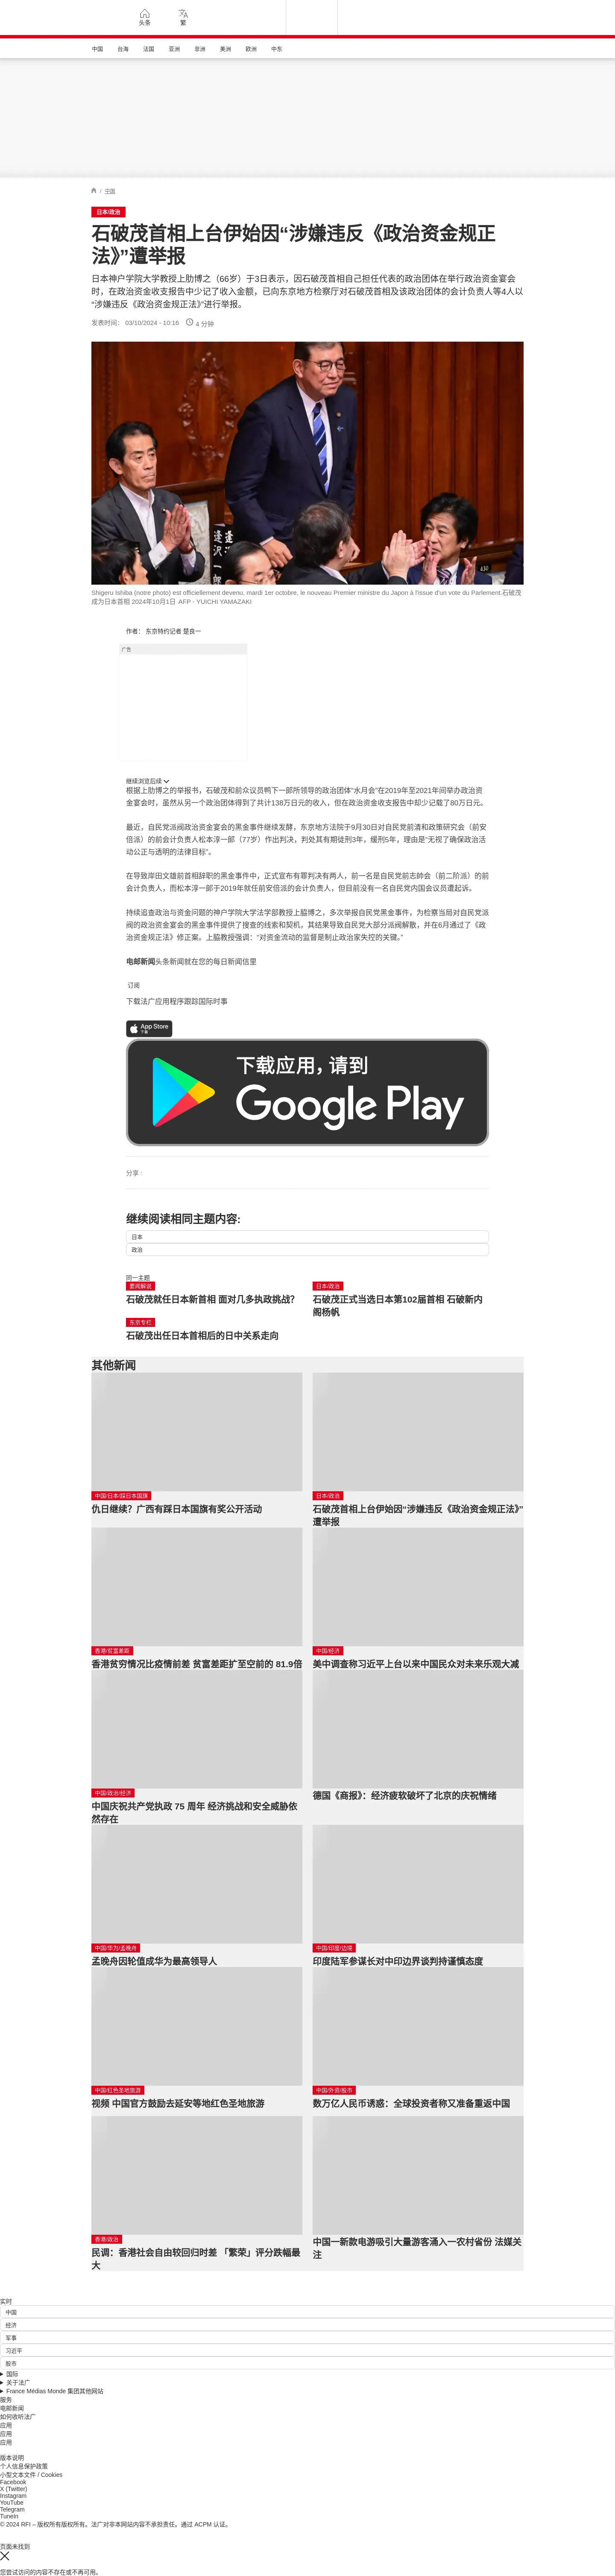 头条
繁
中国
台海
法国
亚洲
非洲
美洲
欧洲
中东
/ 中国
日本/政治
石破茂首相上台伊始因“涉嫌违反《政治资金规正
法》”遭举报
日本神户学院大学教授上肋博之（66岁）于3日表示，因石破茂首相自己担任代表的政治团体在举行政治资金宴会
时，在政治资金收支报告中少记了收入金额，已向东京地方检察厅对石破茂首相及该政治团体的会计负责人等4人以
“涉嫌违反《政治资金规正法》”进行举报。
发表时间： 03/10/2024 - 10:16
4 分钟
Shigeru Ishiba (notre photo) est officiellement devenu, mardi 1er octobre, le nouveau Premier ministre du Japon à l'issue d'un vote du Parlement.石破茂
成为日本首相 2024年10月1日 AFP - YUICHI YAMAZAKI
作者： 东京特约记者 楚良一
广告
继续浏览后续
根据上肋博之的举报书，石破茂和前众议员鸭下一郎所领导的政治团体“水月会”在2019年至2021年间举办政治资
金宴会时，虽然从另一个政治团体得到了共计138万日元的收入，但在政治资金收支报告中却少记载了80万日元。
最近，自民党派阀政治资金宴会的黑金事件继续发酵，东京地方法院于9月30日对自民党前清和政策研究会（前安
倍派）的前会计负责人松本淳一郎（77岁）作出判决，判处其有期徒刑3年，缓刑5年，理由是“无视了确保政治活
动公正与透明的法律目标”。
在导致岸田文雄前首相辞职的黑金事件中，正式宣布有罪判决有两人，前一名是自民党前志帥会（前二阶派）的前
会计负责人，而松本淳一郎于2019年就任前安倍派的会计负责人，但目前没有一名自民党内国会议员遭起诉。
持续追查政治与资金问题的神户学院大学法学部教授上脇博之，多次举报自民党黑金事件，为检察当局对自民党派
阀的政治资金宴会的黑金事件提供了搜查的线索和契机，其结果导致自民党大部分派阀解散，并在6月通过了《政
治资金规正法》修正案。上脇教授强调：“对资金流动的监督是制止政治家失控的关键。”
电邮新闻头条新闻就在您的每日新闻信里
订阅
下载法广应用程序跟踪国际时事
App Store
下载
下载应用，请到
Google Play
分享 :
继续阅读相同主题内容:
日本
政治
同一主题
要闻解说
石破茂就任日本新首相 面对几多执政挑战？
日本/政治
石破茂正式当选日本第102届首相 石破新内
阁杨帆
东京专栏
石破茂出任日本首相后的日中关系走向
其他新闻
中国/日本/踩日本国旗
仇日继续？广西有踩日本国旗有奖公开活动
日本/政治
石破茂首相上台伊始因“涉嫌违反《政治资金规正法》”
遭举报
香港/贫富差距
香港贫穷情况比疫情前差 贫富差距扩至空前的 81.9倍
中国/经济
美中调查称习近平上台以来中国民众对未来乐观大减
中国/政治/经济
中国庆祝共产党执政 75 周年 经济挑战和安全威胁依
然存在
德国《商报》：经济疲软破坏了北京的庆祝情绪
中国/华为/孟晚舟
孟晚舟因轮值成华为最高领导人
中国/印度/边境
印度陆军参谋长对中印边界谈判持谨慎态度
中国/红色圣地旅游
视频 中国官方鼓励去延安等地红色圣地旅游
中国/外资/股市
数万亿人民币诱惑：全球投资者称又准备重返中国
香港/政治
民调：香港社会自由较回归时差 「繁荣」评分跌幅最
大
中国一新款电游吸引大量游客涌入一农村省份 法媒关
注
实时
中国
经济
军事
习近平
股市
国际
关于法广
France Médias Monde 集团其他网站
服务
电邮新闻
如何收听法广
应用
应用
应用
版本说明
个人信息保护政策
小型文本文件 / Cookies
Facebook
X (Twitter)
Instagram
YouTube
Telegram
TuneIn
© 2024 RFI – 版权所有版权所有。法广对非本网站内容不承担责任。通过 ACPM 认证。
页面未找到
您尝试访问的内容不存在或不再可用。